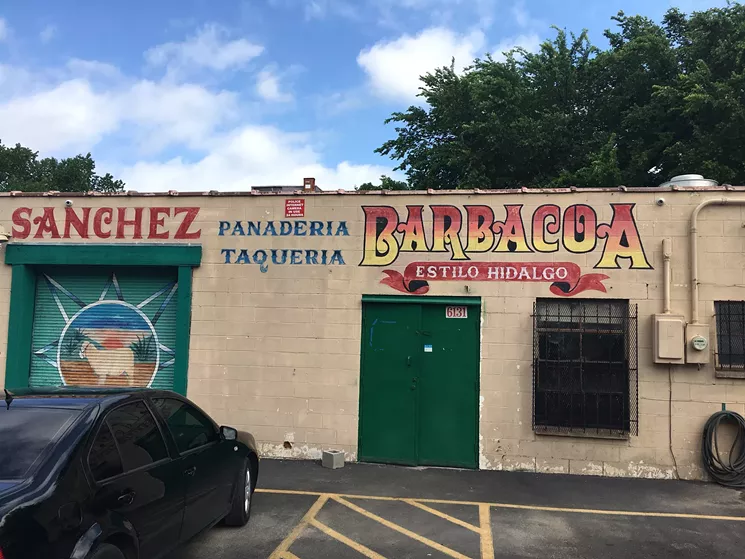 SANCHEZ
PANADERIA
TAQUERIA
BARBACOA
ESTILO HIDALGO
6131